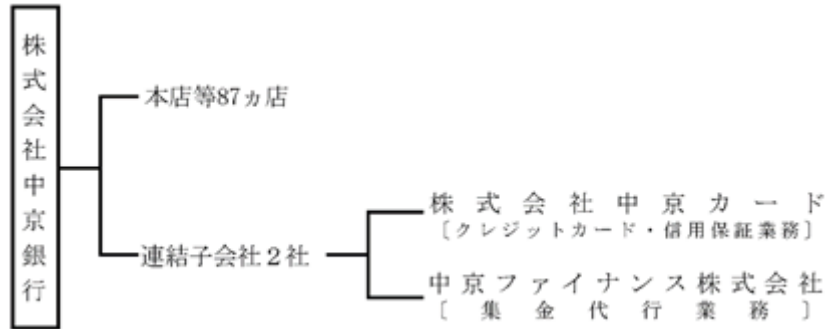 株式会社中京銀行
本店等87ヵ店
連結子会社2社
株式会社中京カード
〔クレジットカード・信用保証業務〕
中京ファイナンス株式会社
〔集金代行業務〕